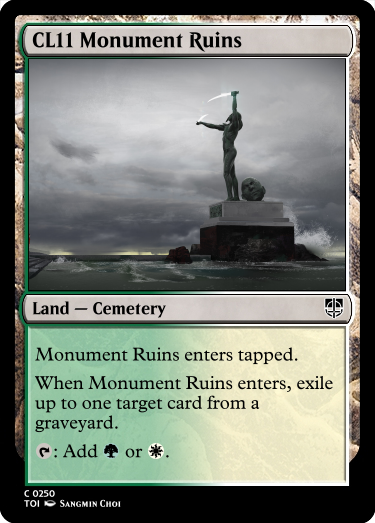 CL11 Monument Ruins
Land — Cemetery
Monument Ruins enters tapped.
When Monument Ruins enters, exile
up to one target card from a
graveyard.
: Add or .
C 0250
TOI Sangmin Choi